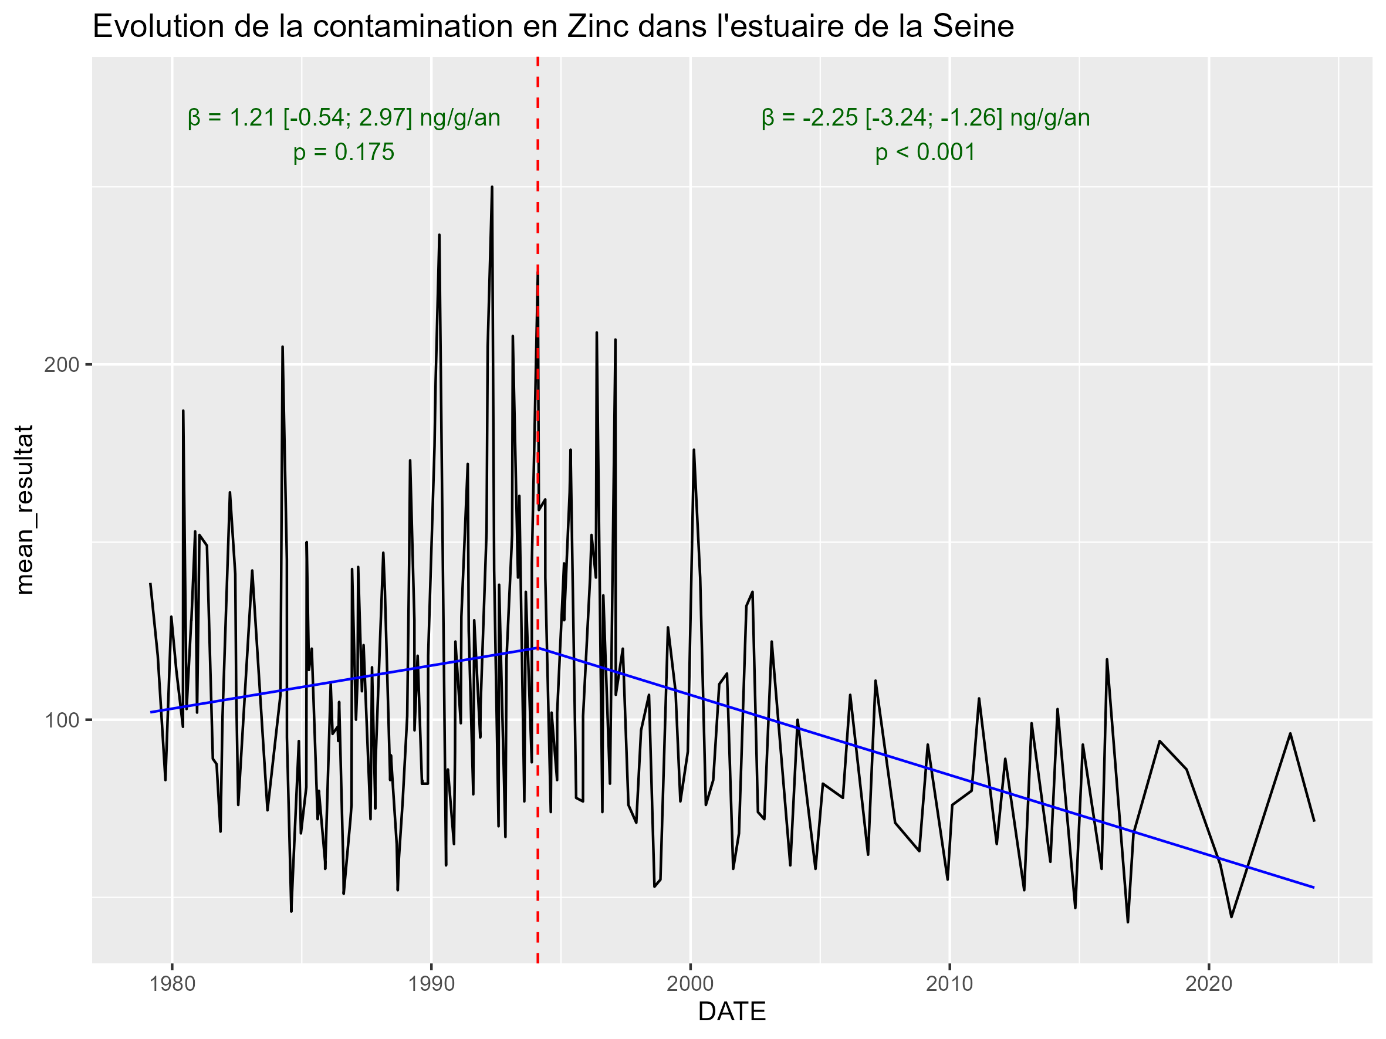 Evolution de la contamination en Zinc dans l'estuaire de la Seine
β = 1.21 [-0.54; 2.97] ng/g/an
p = 0.175
β = -2.25 [-3.24; -1.26] ng/g/an
p < 0.001
mean_resultat
200
100
1980
1990
2000
2010
2020
DATE